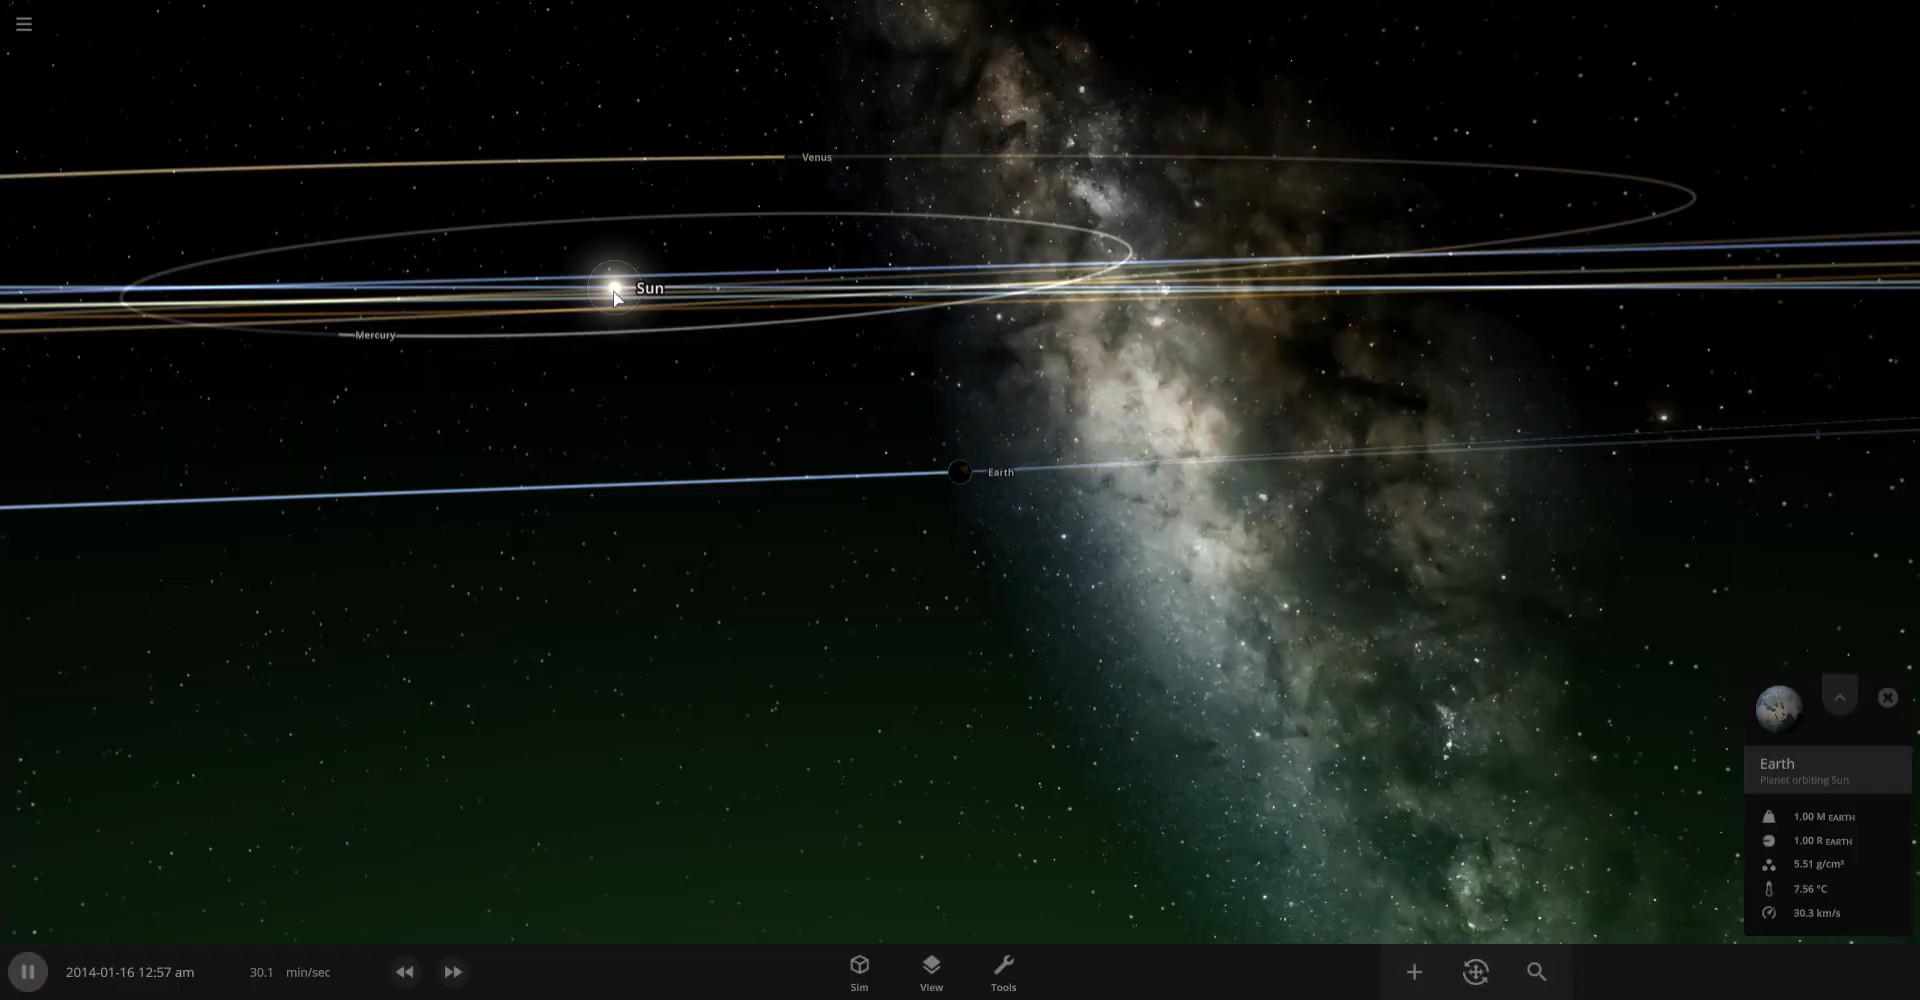 Venus
Sun
Mercury
Earth
Earth
Planet orbiting Sun
1.00 M EARTH
1.00 R EARTH
5.51 g/cm³
7.56 °C
30.3 km/s
2014-01-16 12:57 am 30.1 min/sec
Sim View Tools